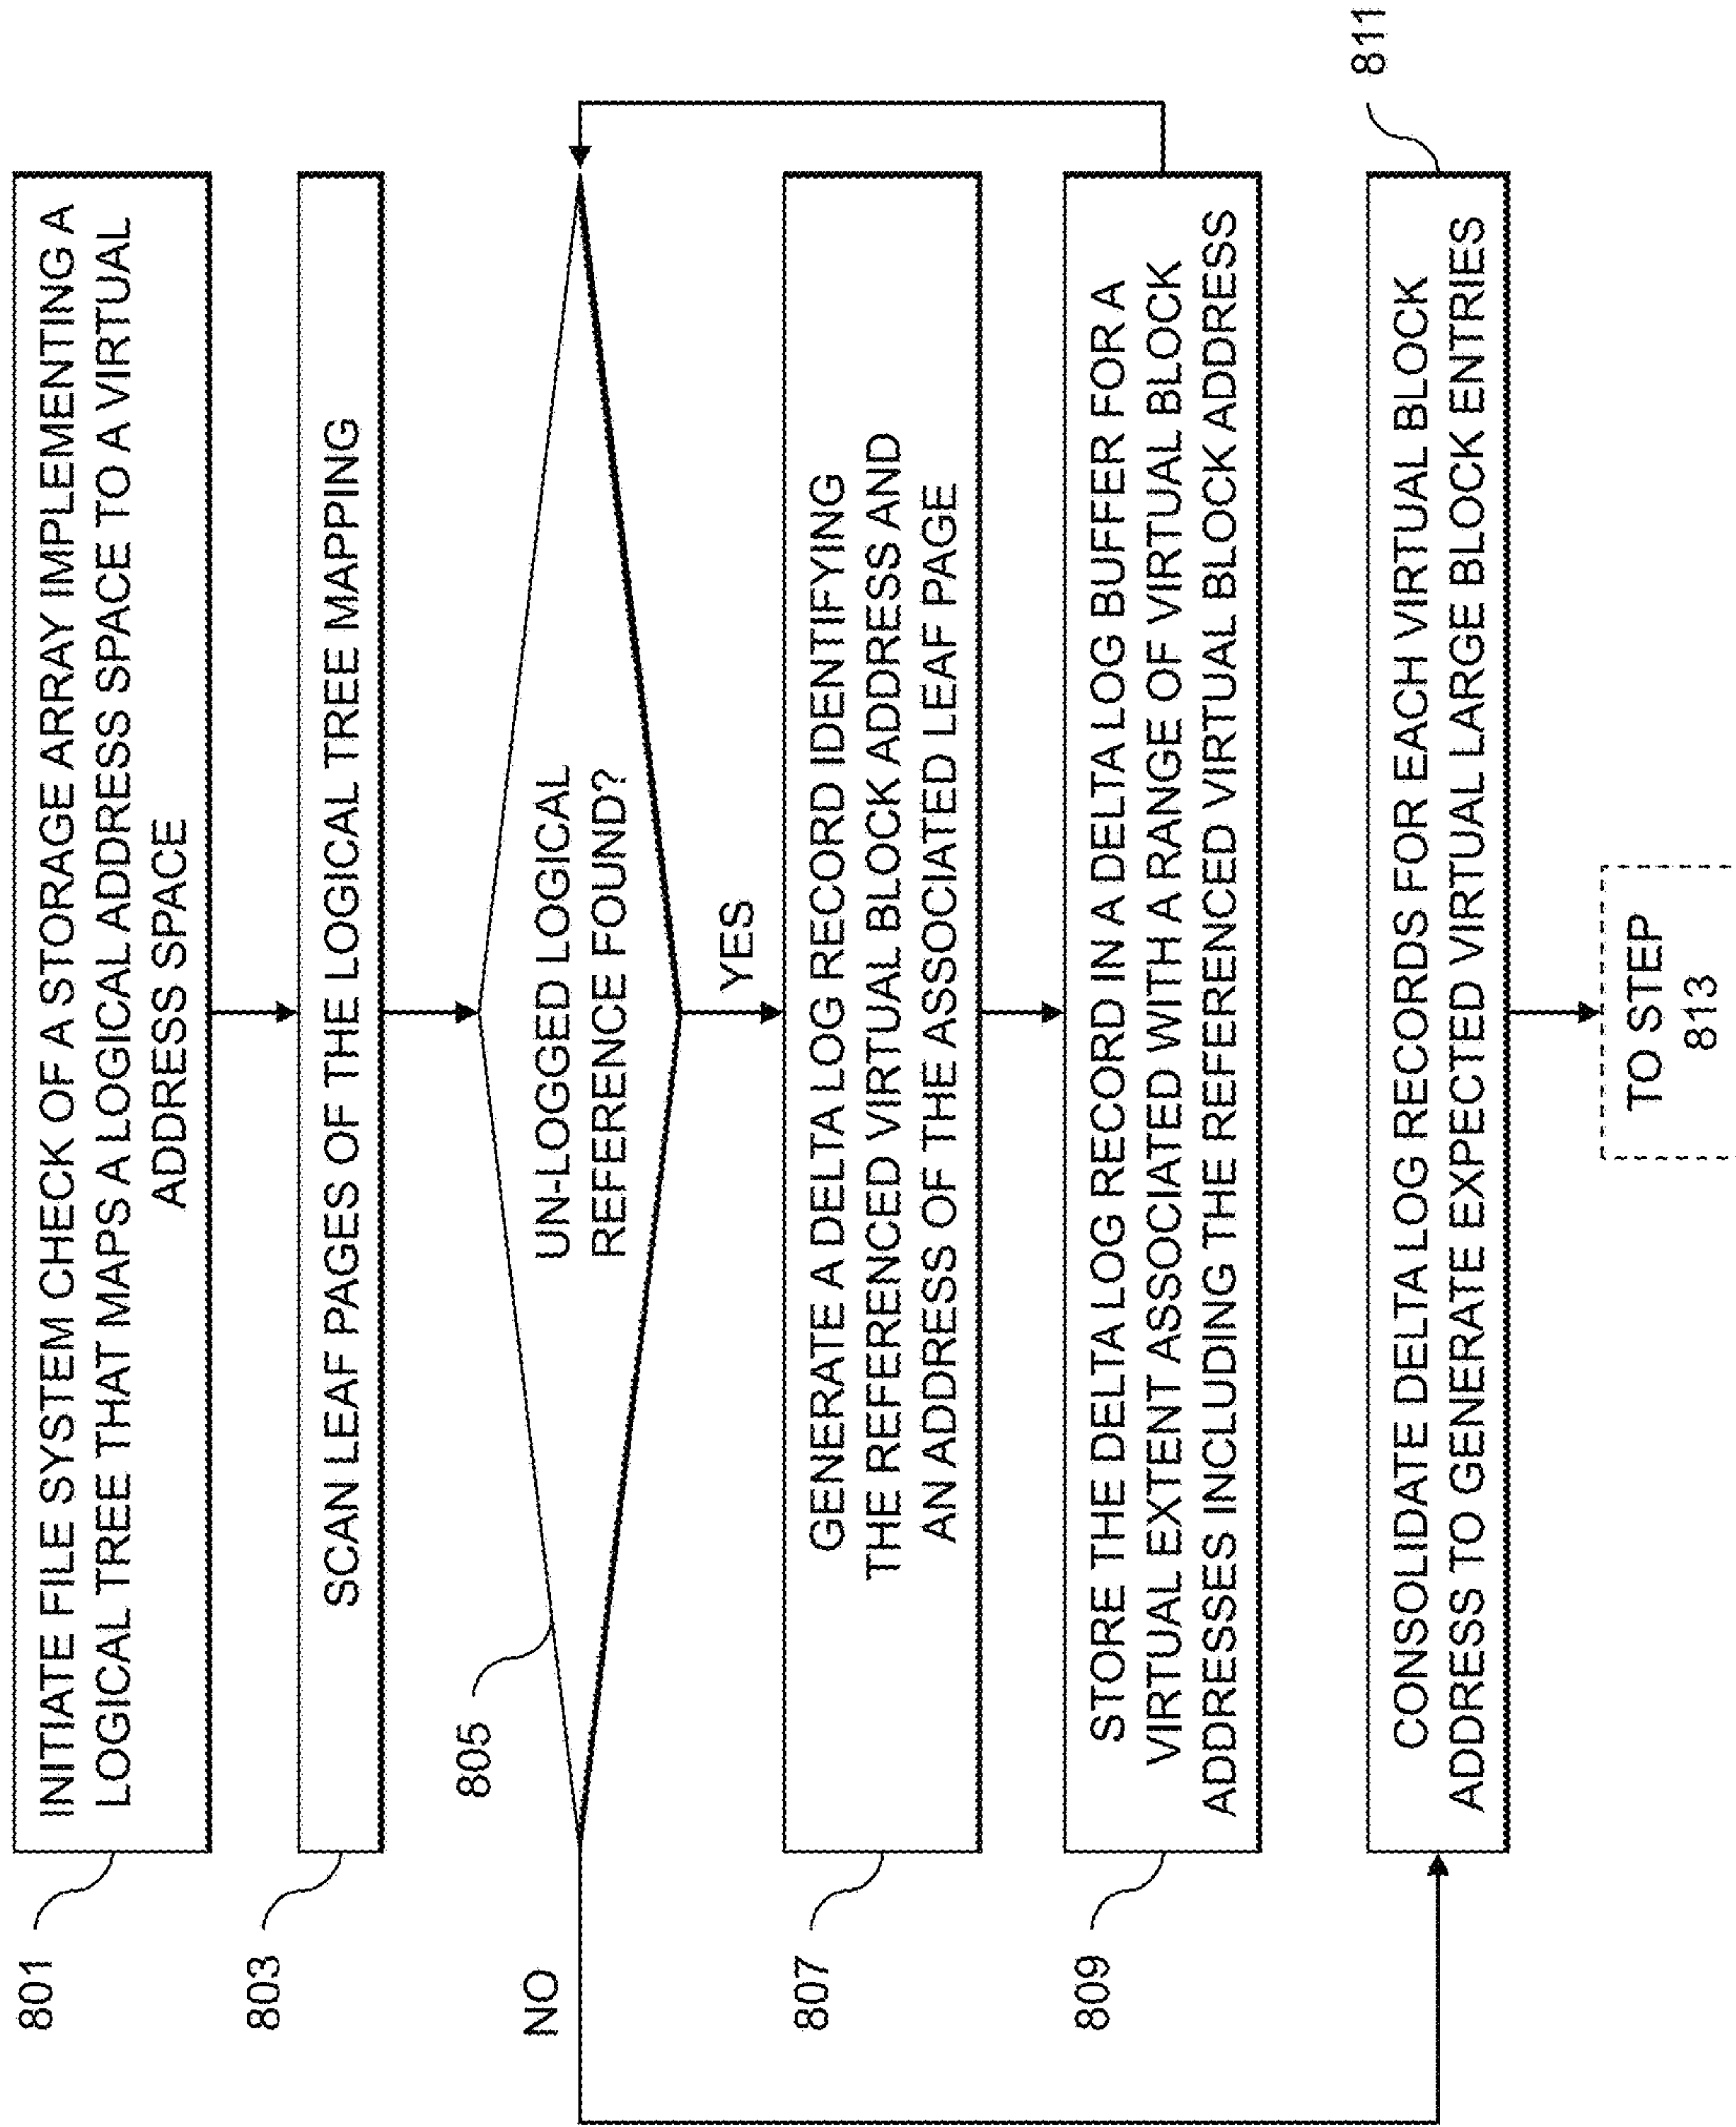 801
INITIATE FILE SYSTEM CHECK OF A STORAGE ARRAY IMPLEMENTING A
LOGICAL TREE THAT MAPS A LOGICAL ADDRESS SPACE TO A VIRTUAL
ADDRESS SPACE
803
SCAN LEAF PAGES OF THE LOGICAL TREE MAPPING
805
UN-LOGGED LOGICAL
REFERENCE FOUND?
NO
YES
807
GENERATE A DELTA LOG RECORD IDENTIFYING
THE REFERENCED VIRTUAL BLOCK ADDRESS AND
AN ADDRESS OF THE ASSOCIATED LEAF PAGE
809
STORE THE DELTA LOG RECORD IN A DELTA LOG BUFFER FOR A
VIRTUAL EXTENT ASSOCIATED WITH A RANGE OF VIRTUAL BLOCK
ADDRESSES INCLUDING THE REFERENCED VIRTUAL BLOCK ADDRESS
811
CONSOLIDATE DELTA LOG RECORDS FOR EACH VIRTUAL BLOCK
ADDRESS TO GENERATE EXPECTED VIRTUAL LARGE BLOCK ENTRIES
TO STEP
813